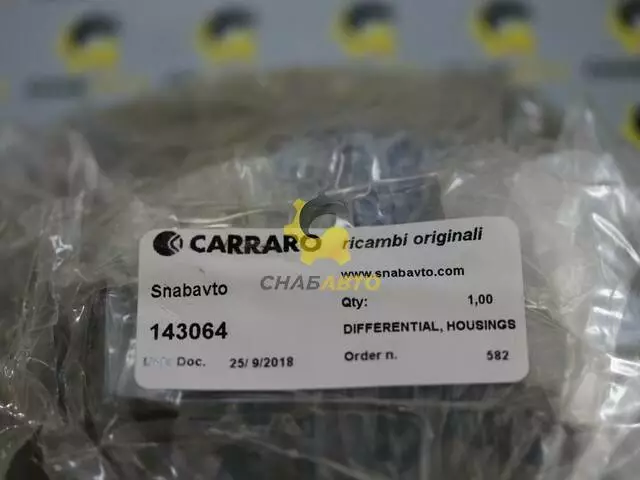 CARRARO ricambi originali
www.snabavto.com
СНАБАВТО
Snabavto
Qty: 1,00
143064
DIFFERENTIAL, HOUSINGS
Doc. 25/ 9/2018
Order n. 582